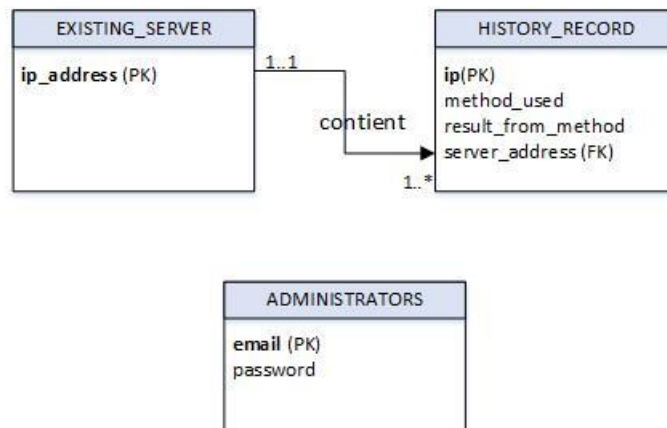 EXISTING_SERVER
ip_address (PK)
1..1
contient
1..*
HISTORY_RECORD
ip(PK)
method_used
result_from_method
server_address (FK)
ADMINISTRATORS
email (PK)
password